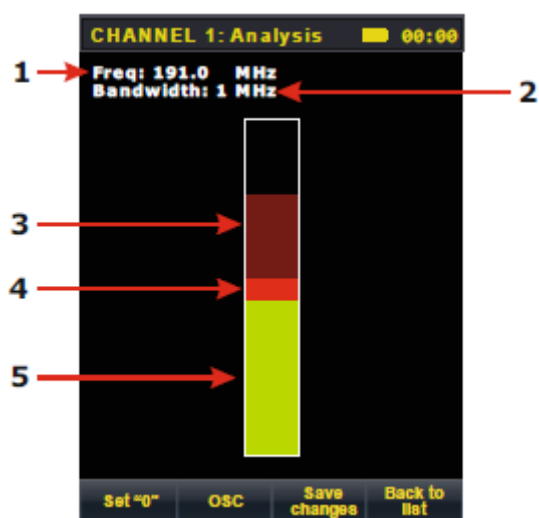 CHANNEL 1: Analysis 00:00
1 Freq: 191.0 MHz
Bandwidth: 1 MHz 2
3
4
5
Set "0" OSC Save changes Back to list